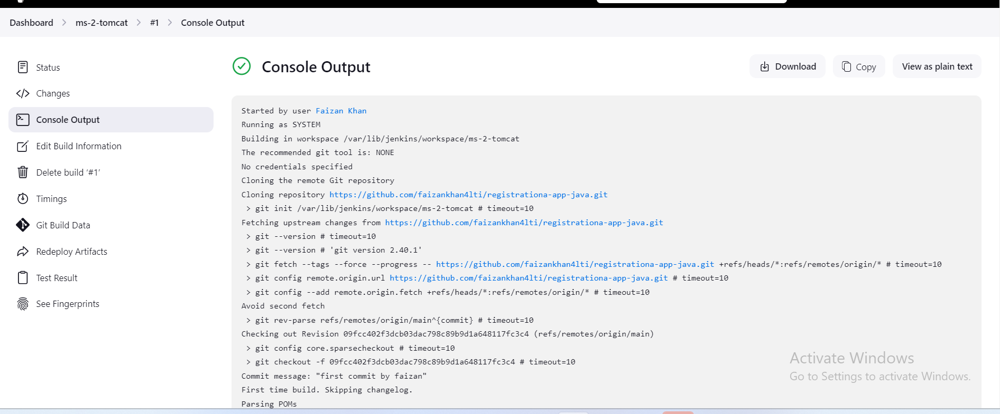 Dashboard > ms-2-tomcat > #1 > Console Output
Status
Changes
Console Output
Edit Build Information
Delete build ‘#1’
Timings
Git Build Data
Redeploy Artifacts
Test Result
See Fingerprints
Console Output
Download
Copy
View as plain text
Started by user Faizan Khan
Running as SYSTEM
Building in workspace /var/lib/jenkins/workspace/ms-2-tomcat
The recommended git tool is: NONE
No credentials specified
Cloning the remote Git repository
Cloning repository https://github.com/faizankhan4lti/registrationa-app-java.git
> git init /var/lib/jenkins/workspace/ms-2-tomcat # timeout=10
Fetching upstream changes from https://github.com/faizankhan4lti/registrationa-app-java.git
> git --version # timeout=10
> git --version # 'git version 2.40.1'
> git fetch --tags --force --progress -- https://github.com/faizankhan4lti/registrationa-app-java.git +refs/heads/*:refs/remotes/origin/* # timeout=10
> git config remote.origin.url https://github.com/faizankhan4lti/registrationa-app-java.git # timeout=10
> git config --add remote.origin.fetch +refs/heads/*:refs/remotes/origin/* # timeout=10
Avoid second fetch
> git rev-parse refs/remotes/origin/main^{commit} # timeout=10
Checking out Revision 09fcc402f3dcb03dac798c89b9d1a648117fc3c4 (refs/remotes/origin/main)
> git config core.sparsecheckout # timeout=10
> git checkout -f 09fcc402f3dcb03dac798c89b9d1a648117fc3c4 # timeout=10
Commit message: "first commit by faizan"
First time build. Skipping changelog.
Parsing POMs
Activate Windows
Go to Settings to activate Windows.